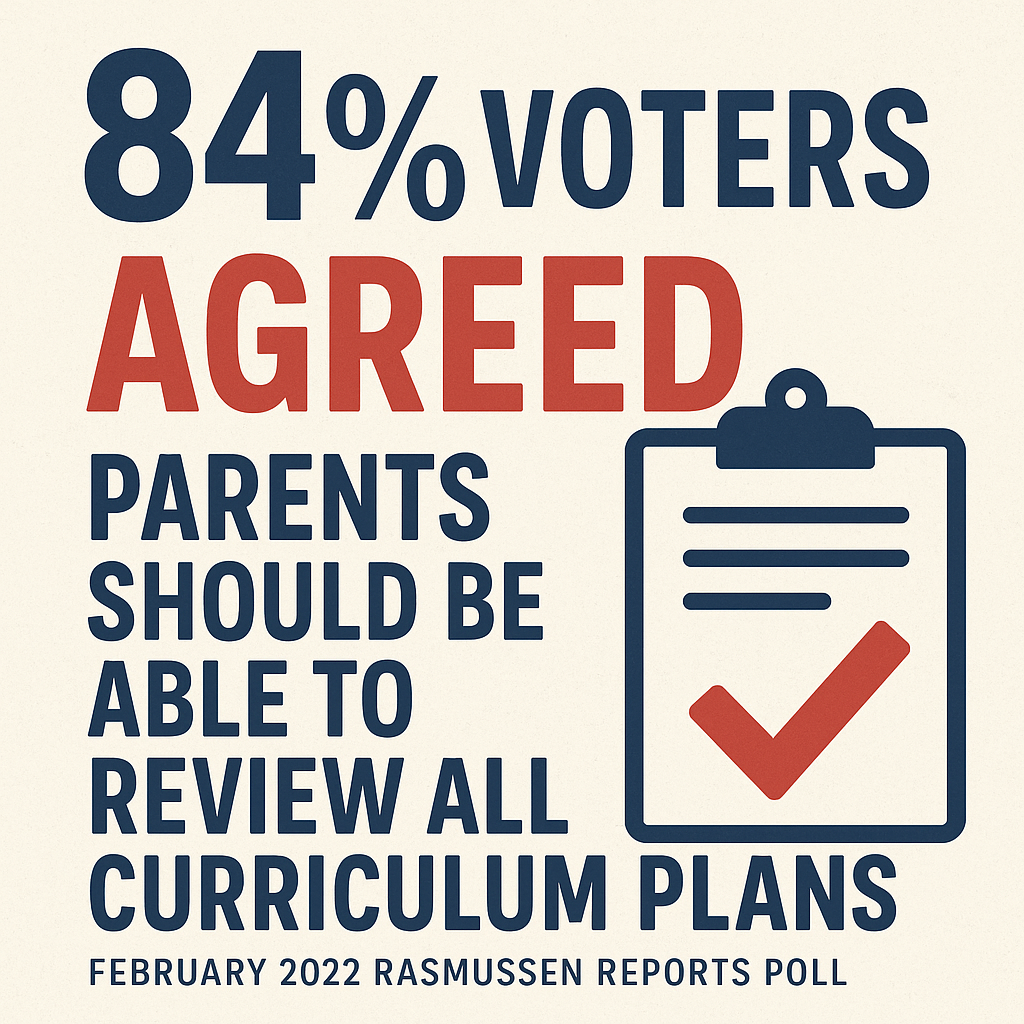 84% VOTERS
AGREED
PARENTS
SHOULD BE
ABLE TO
REVIEW ALL
CURRICULUM PLANS
FEBRUARY 2022 RASMUSSEN REPORTS POLL